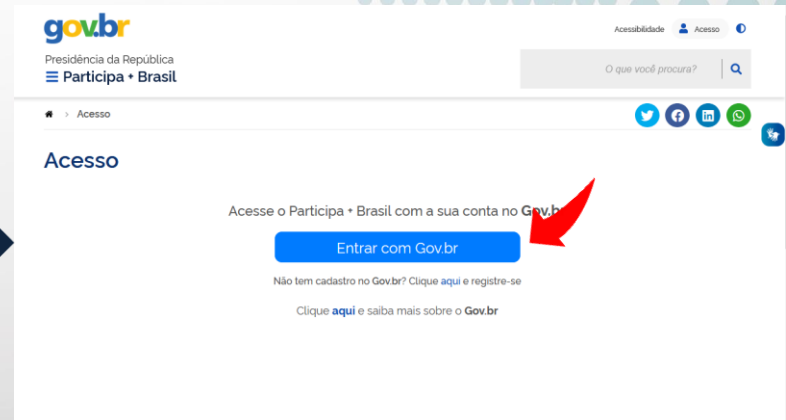 gov.br
Acessibilidade Acesso
Presidência da República
Participa + Brasil
O que você procura?
Acesso
Acesso
Acesse o Participa + Brasil com a sua conta no Gov.br
Entrar com Gov.br
Não tem cadastro no Gov.br? Clique aqui e registre-se
Clique aqui e saiba mais sobre o Gov.br